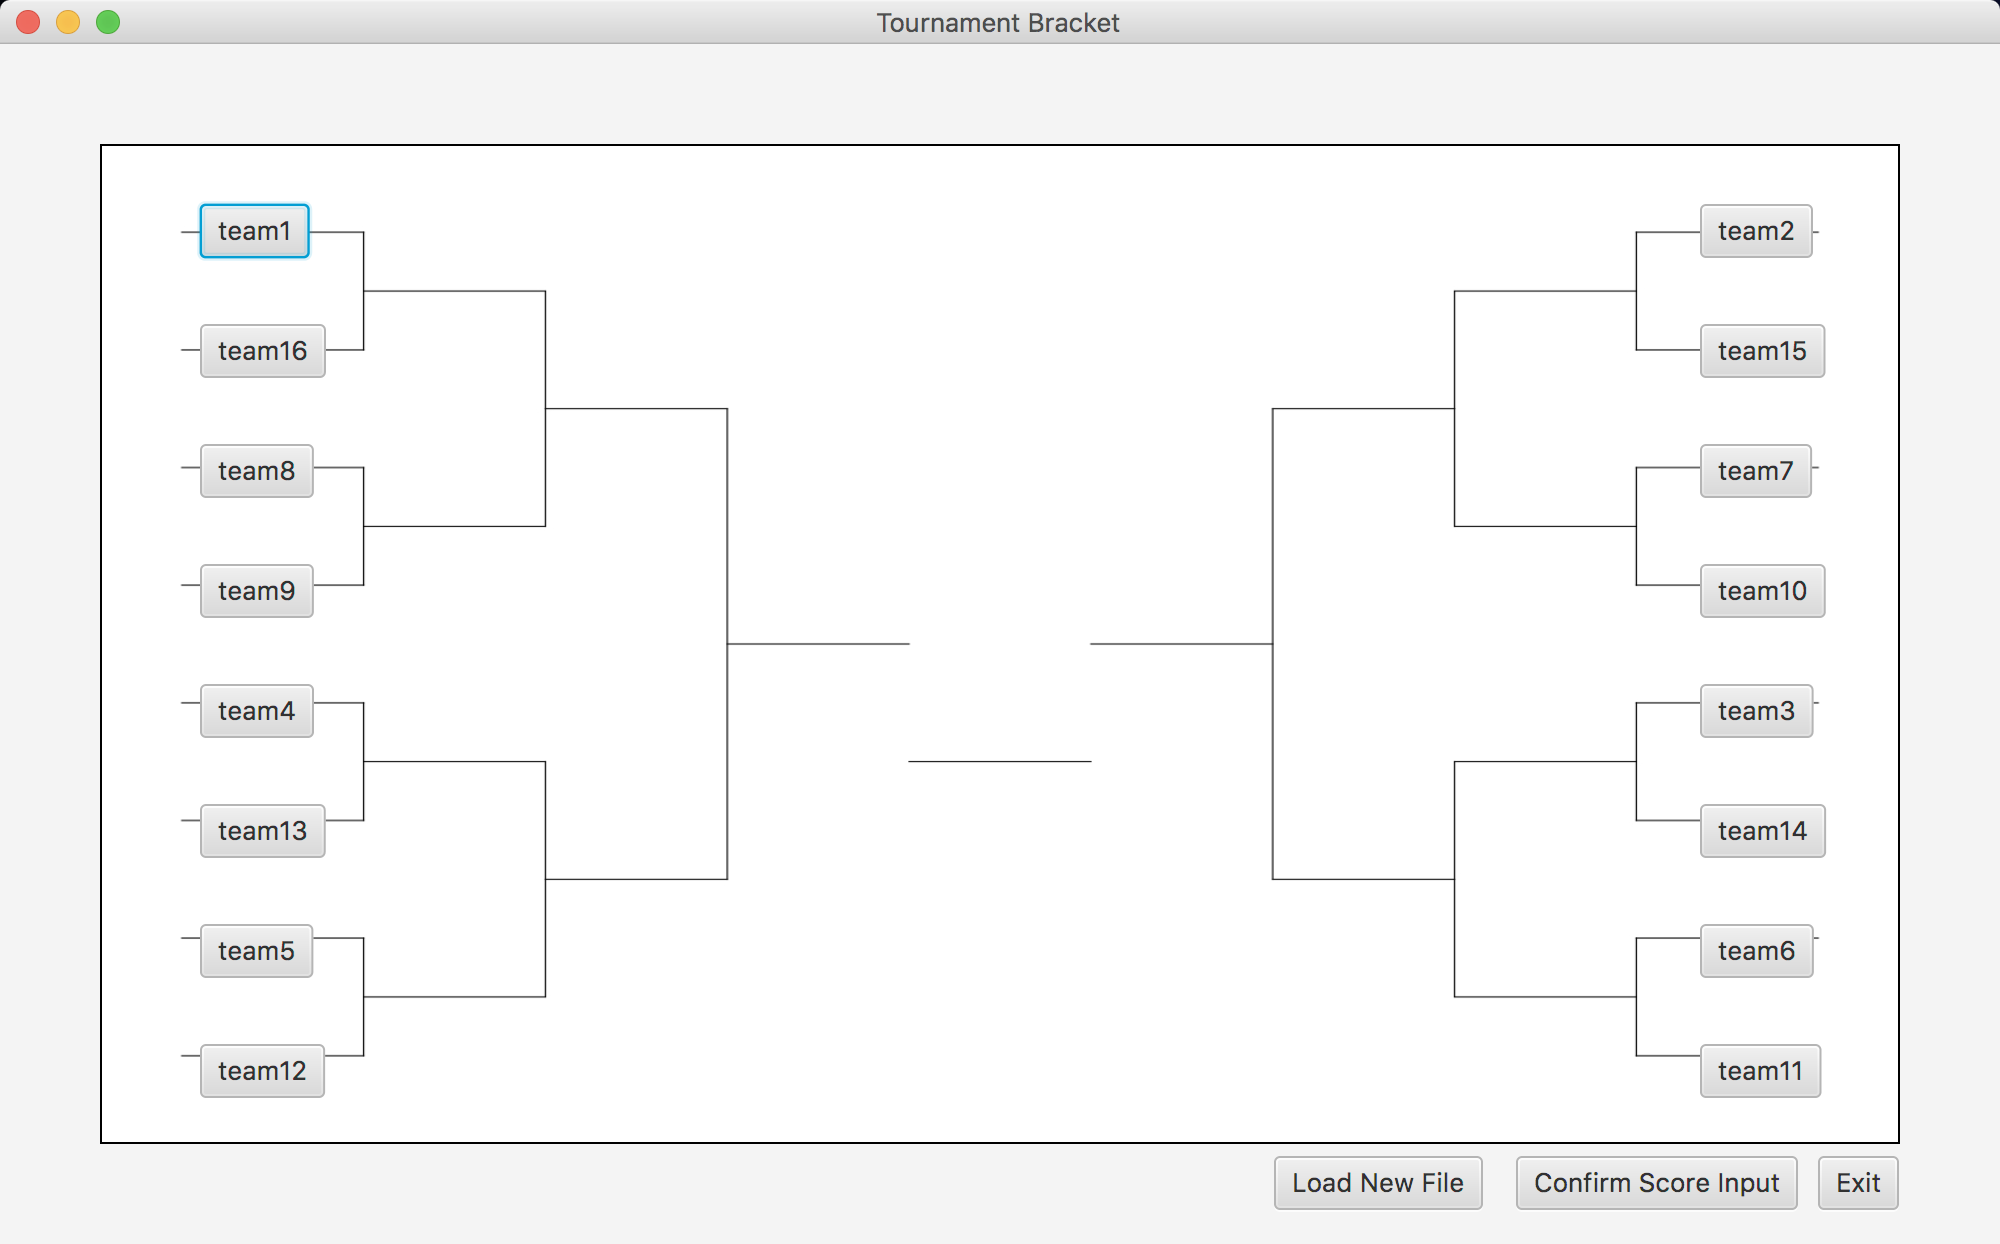 Tournament Bracket
team1
team16
team8
team9
team4
team13
team5
team12
team2
team15
team7
team10
team3
team14
team6
team11
Load New File
Confirm Score Input
Exit